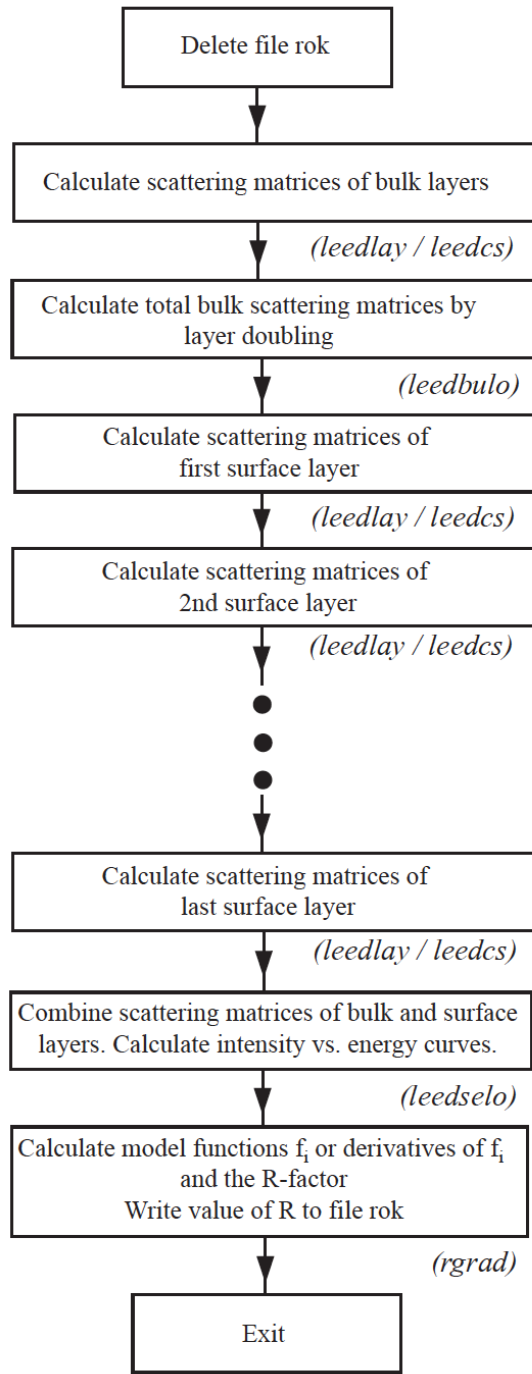 Delete file rok
Calculate scattering matrices of bulk layers
(leedlay / leedcs)
Calculate total bulk scattering matrices by
layer doubling
(leedbulo)
Calculate scattering matrices of
first surface layer
(leedlay / leedcs)
Calculate scattering matrices of
2nd surface layer
(leedlay / leedcs)
Calculate scattering matrices of
last surface layer
(leedlay / leedcs)
Combine scattering matrices of bulk and surface
layers. Calculate intensity vs. energy curves.
(leedselo)
Calculate model functions fᵢ or derivatives of fᵢ
and the R-factor
Write value of R to file rok
(rgrad)
Exit